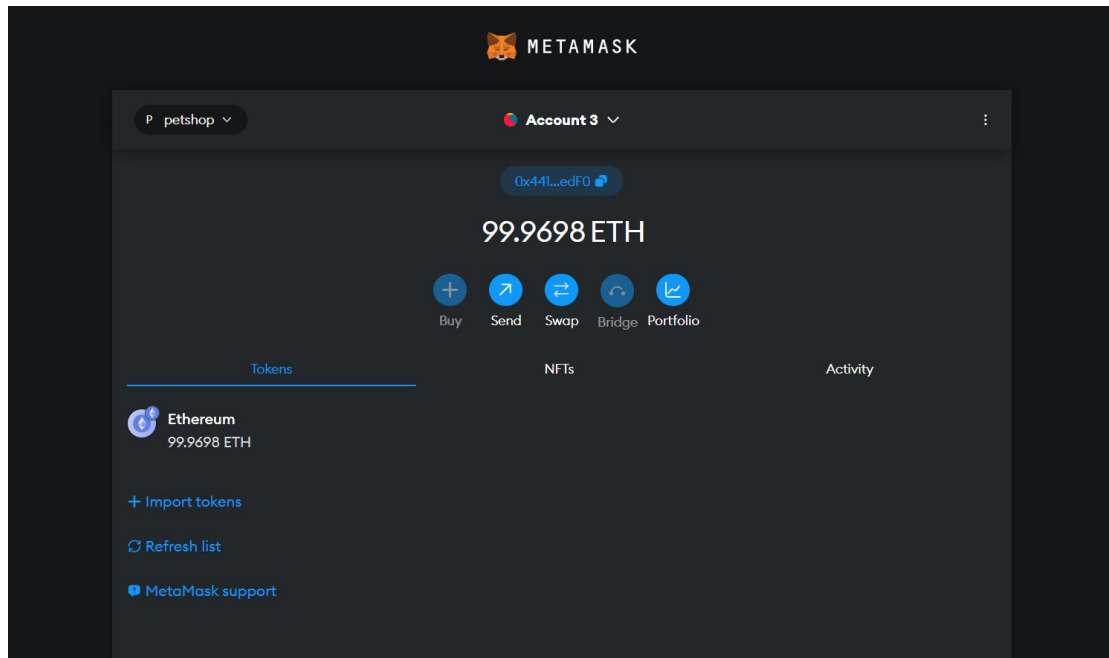 METAMASK
P petshop
Account 3
0x441...edF0
99.9698 ETH
Buy Send Swap Bridge Portfolio
Tokens NFTs Activity
Ethereum
99.9698 ETH
+ Import tokens
Refresh list
MetaMask support